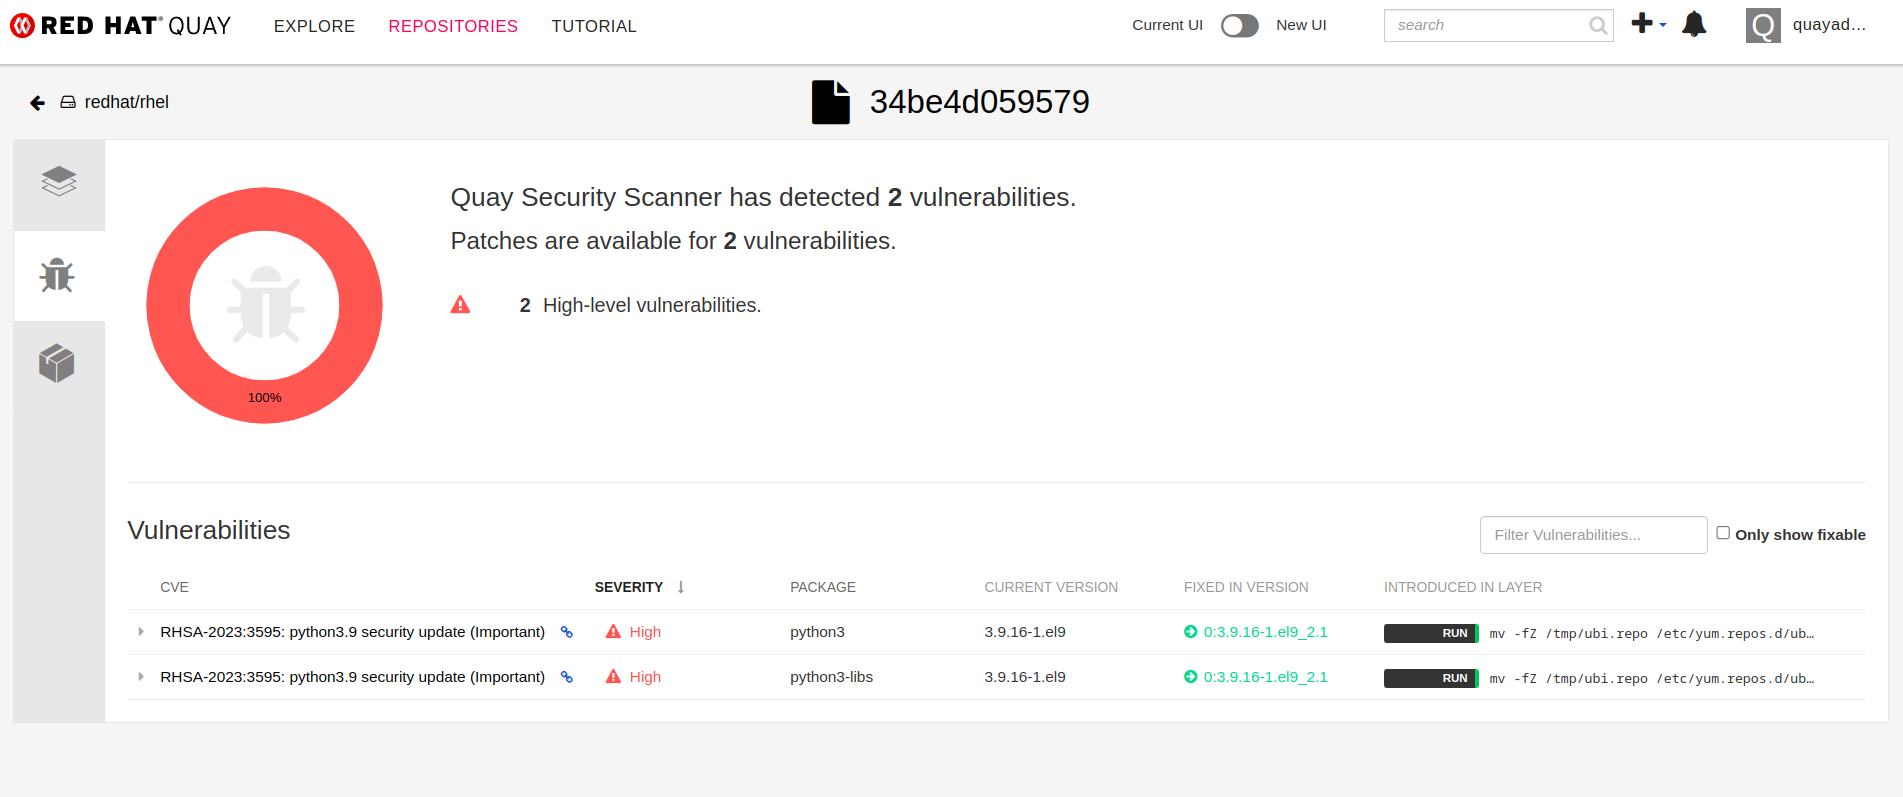 RED HAT® QUAY EXPLORE REPOSITORIES TUTORIAL Current UI New UI search Q quayad...
redhat/rhel 34be4d059579
Quay Security Scanner has detected 2 vulnerabilities.
Patches are available for 2 vulnerabilities.
2 High-level vulnerabilities.
100%
Vulnerabilities Filter Vulnerabilities... Only show fixable
CVE SEVERITY PACKAGE CURRENT VERSION FIXED IN VERSION INTRODUCED IN LAYER
RHSA-2023:3595: python3.9 security update (Important) High python3 3.9.16-1.el9 0:3.9.16-1.el9_2.1 RUN mv -fZ /tmp/ubi.repo /etc/yum.repos.d/ub…
RHSA-2023:3595: python3.9 security update (Important) High python3-libs 3.9.16-1.el9 0:3.9.16-1.el9_2.1 RUN mv -fZ /tmp/ubi.repo /etc/yum.repos.d/ub…